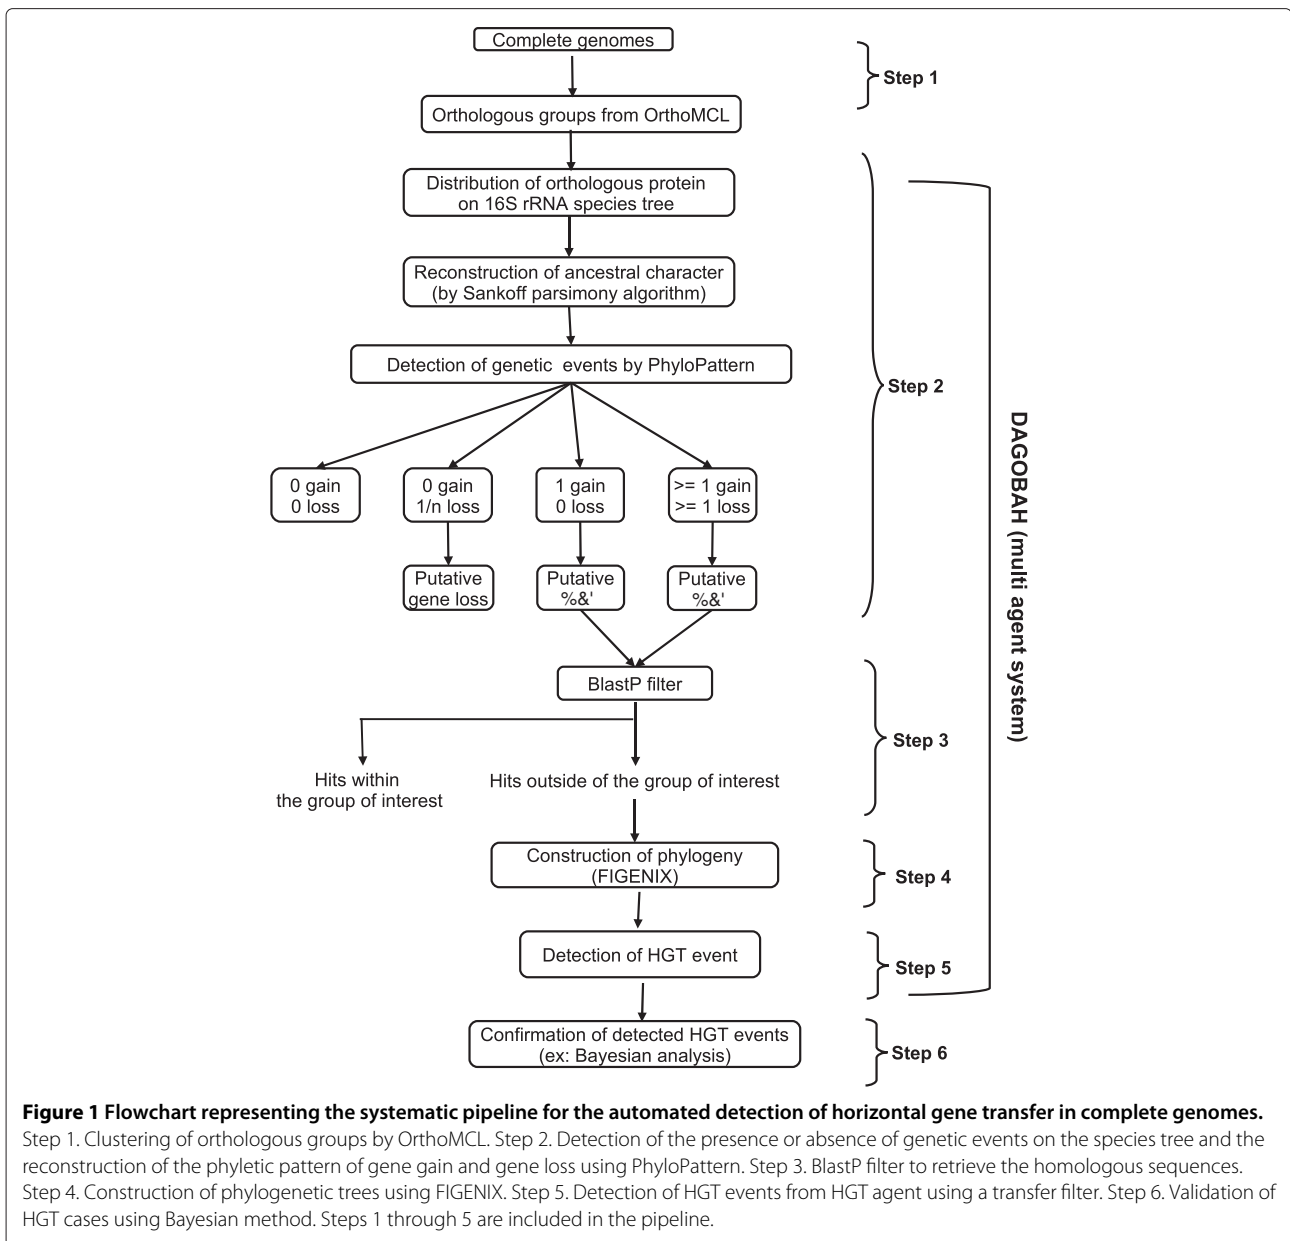 Complete genomes
Step 1
Orthologous groups from OrthoMCL
Distribution of orthologous protein
on 16S rRNA species tree
Reconstruction of ancestral character
(by Sankoff parsimony algorithm)
Detection of genetic  events by PhyloPattern
Step 2
0 gain
0 loss
0 gain
1/n loss
1 gain
0 loss
>= 1 gain
>= 1 loss
Putative
gene loss
Putative
%&'
Putative
%&'
DAGOBAH (multi agent system)
BlastP filter
Step 3
Hits within
the group of interest
Hits outside of the group of interest
Construction of phylogeny
(FIGENIX)
Step 4
Detection of HGT event
Step 5
Confirmation of detected HGT events
(ex: Bayesian analysis)
Step 6
Figure 1 Flowchart representing the systematic pipeline for the automated detection of horizontal gene transfer in complete genomes.
Step 1. Clustering of orthologous groups by OrthoMCL. Step 2. Detection of the presence or absence of genetic events on the species tree and the
reconstruction of the phyletic pattern of gene gain and gene loss using PhyloPattern. Step 3. BlastP filter to retrieve the homologous sequences.
Step 4. Construction of phylogenetic trees using FIGENIX. Step 5. Detection of HGT events from HGT agent using a transfer filter. Step 6. Validation of
HGT cases using Bayesian method. Steps 1 through 5 are included in the pipeline.